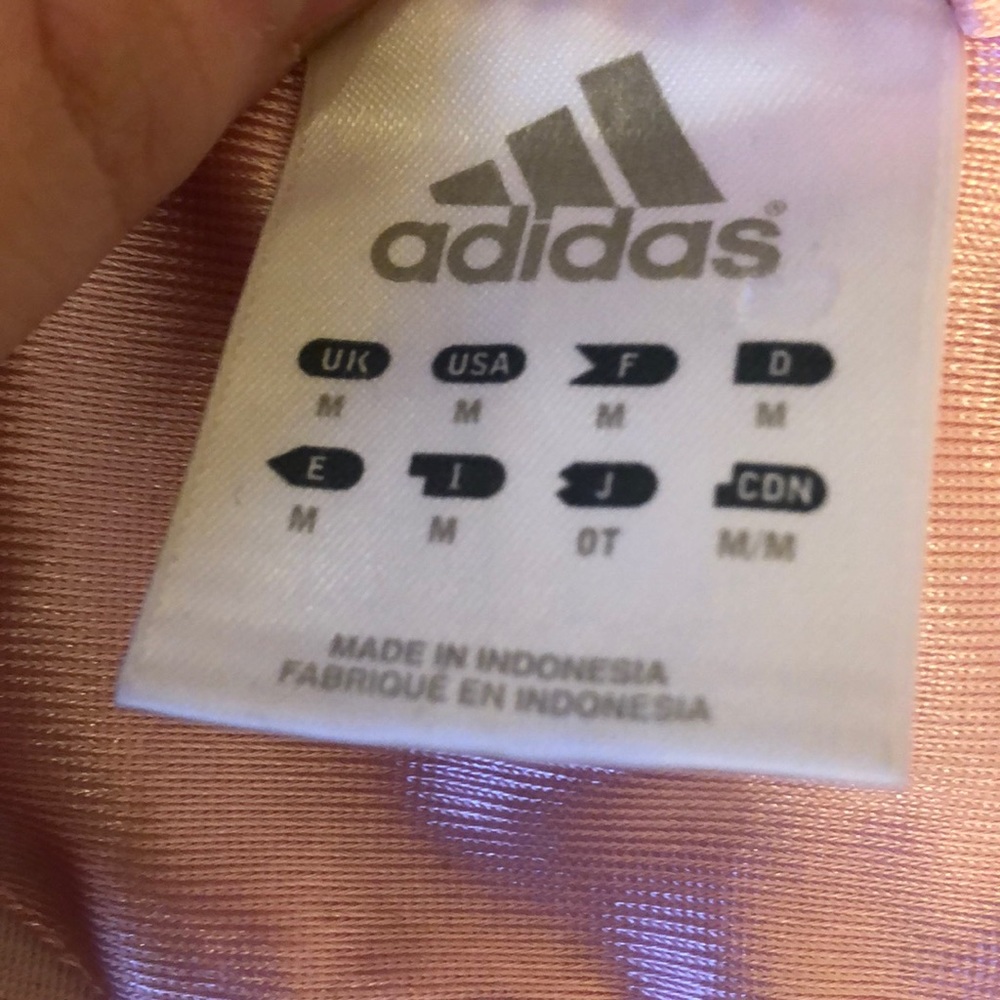 adidas®
UK USA F D
M M M M
E I J CDN
M M OT M/M
MADE IN INDONESIA
FABRIQUÉ EN INDONESIA